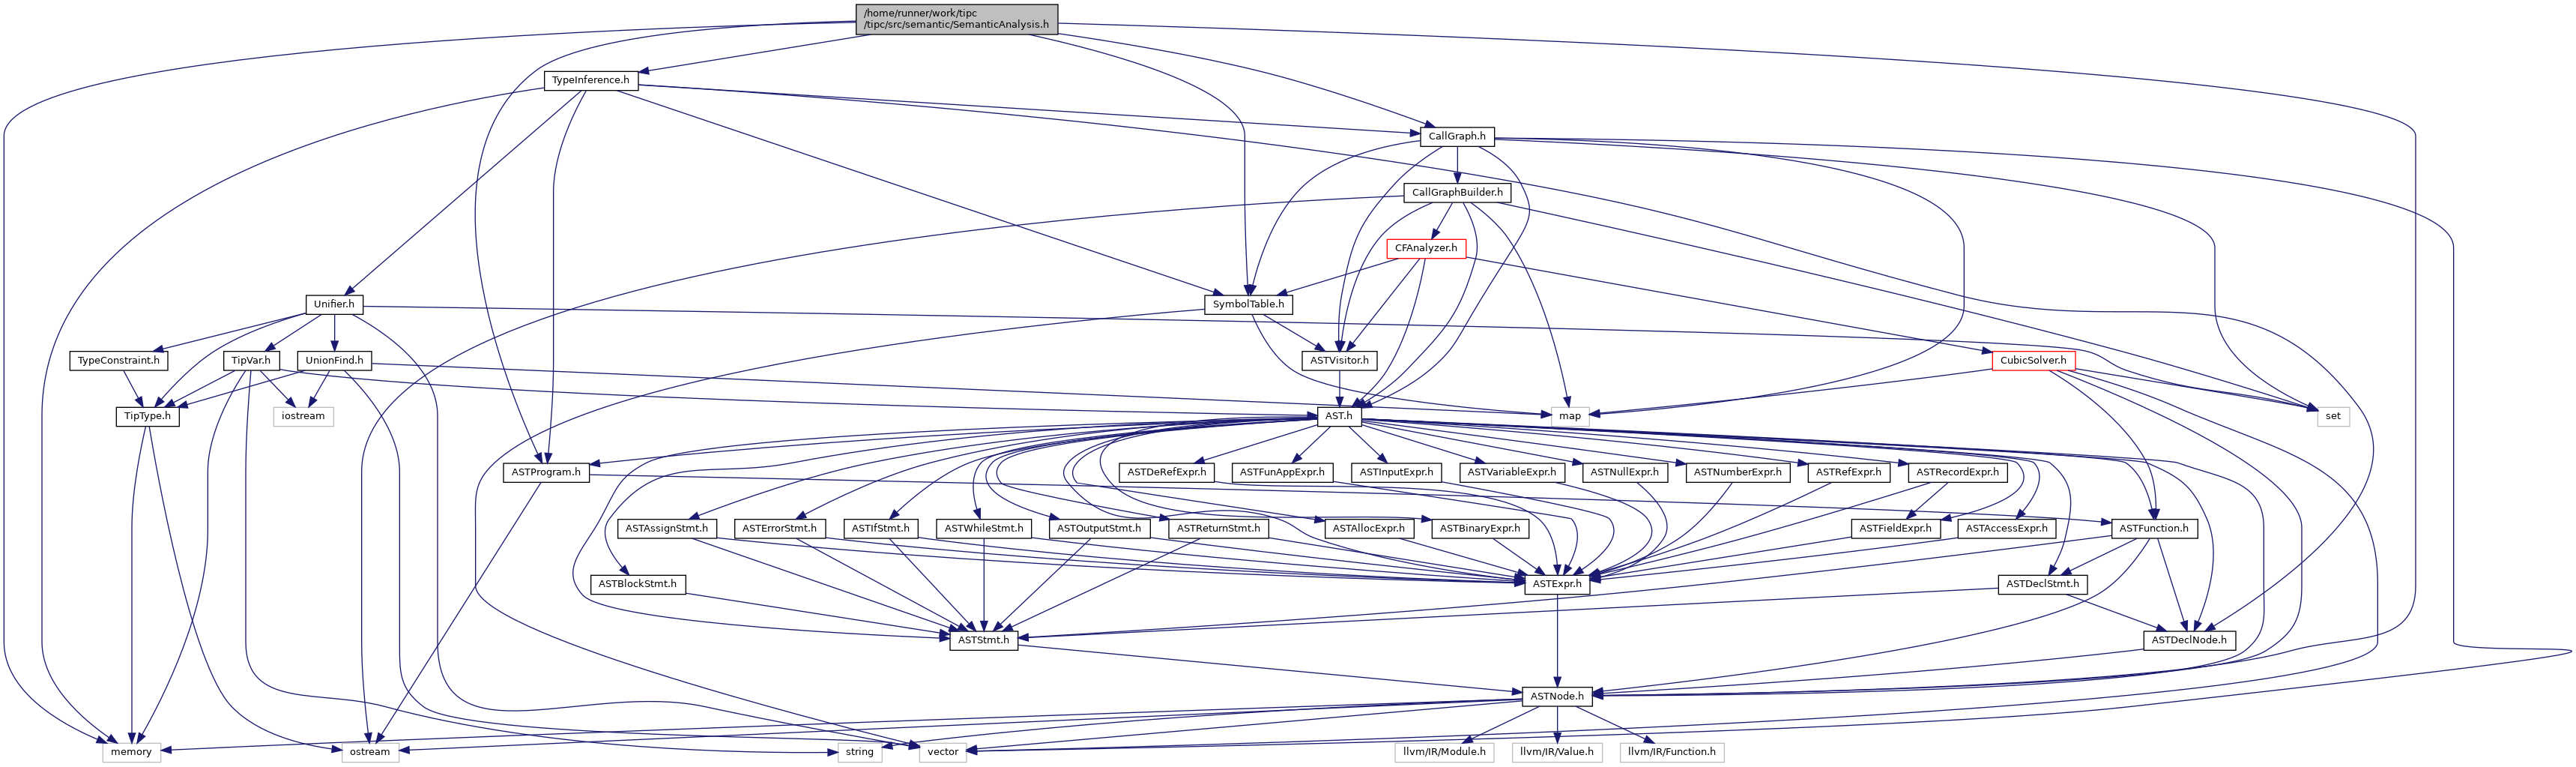 /home/runner/work/tipc
/tipc/src/semantic/SemanticAnalysis.h
TypeInference.h
CallGraph.h
CallGraphBuilder.h
CFAnalyzer.h
Unifier.h
SymbolTable.h
TypeConstraint.h
TipVar.h
UnionFind.h
ASTVisitor.h
CubicSolver.h
TipType.h
iostream
AST.h
map
set
ASTProgram.h
ASTDeRefExpr.h
ASTFunAppExpr.h
ASTInputExpr.h
ASTVariableExpr.h
ASTNullExpr.h
ASTNumberExpr.h
ASTRefExpr.h
ASTRecordExpr.h
ASTAssignStmt.h
ASTErrorStmt.h
ASTIfStmt.h
ASTWhileStmt.h
ASTOutputStmt.h
ASTReturnStmt.h
ASTAllocExpr.h
ASTBinaryExpr.h
ASTFieldExpr.h
ASTAccessExpr.h
ASTFunction.h
ASTBlockStmt.h
ASTExpr.h
ASTDeclStmt.h
ASTStmt.h
ASTDeclNode.h
ASTNode.h
memory
ostream
string
vector
llvm/IR/Module.h
llvm/IR/Value.h
llvm/IR/Function.h